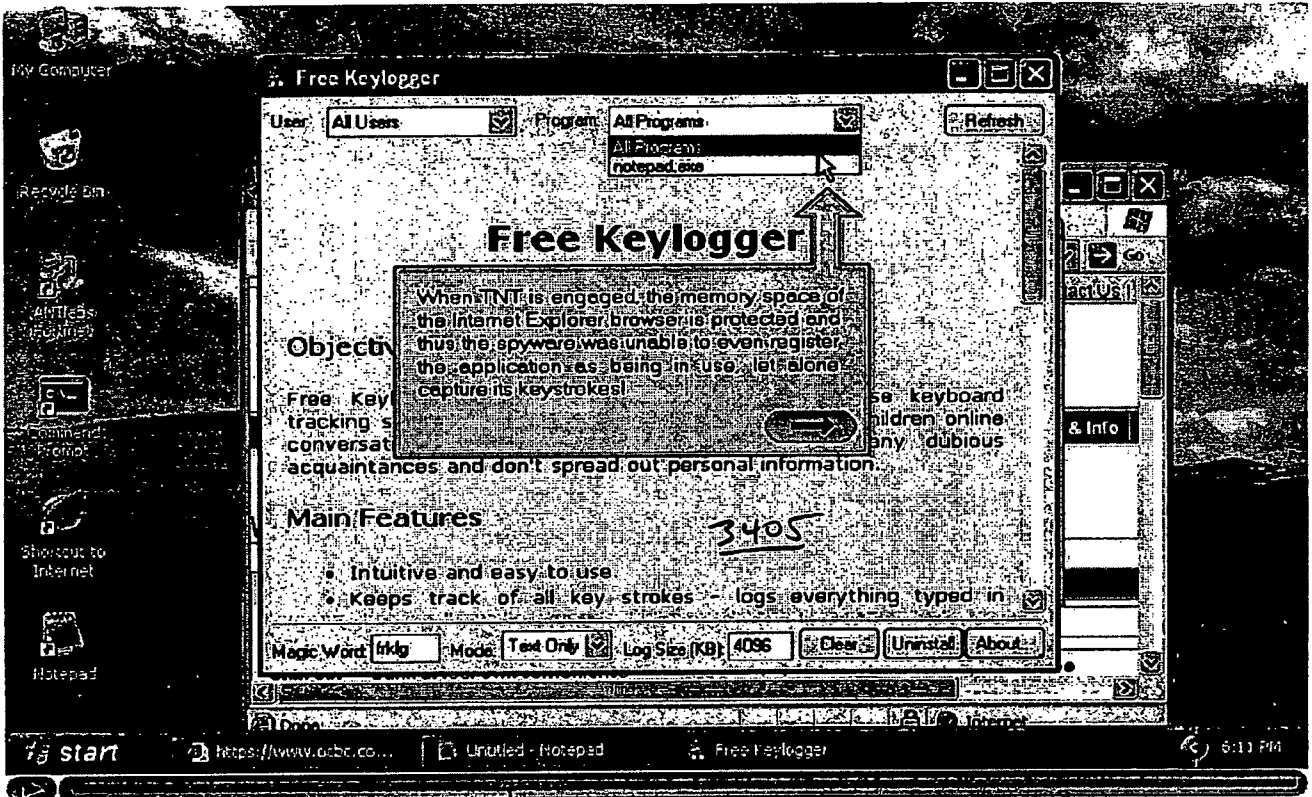 My Computer
Free Keylogger
User: All Users Program: All Programs Refresh
All Programs
notepad.exe
Recycle Bin
Free Keylogger
Go
act Us
When TNT is engaged, the memory space of
the Internet Explorer browser is protected and
thus the spyware was unable to even register
the application as being in use, let alone
capture its keystrokes!
Objectiv
Free Keyl se keyboard
tracking s hildren online
conversat any dubious
acquaintances and don't spread out personal information.
& Info
Command
Prompt
Main Features
3405
• Intuitive and easy to use
• Keeps track of all key strokes - logs everything typed in
Shortcut to
Internet
Magic Word: frklg Mode: Text Only Log Size (KB): 4096 Clear Uninstall About...
Notepad
Done Internet
start https://www.ocbc.co... Untitled - Notepad Free Keylogger 6:11 PM